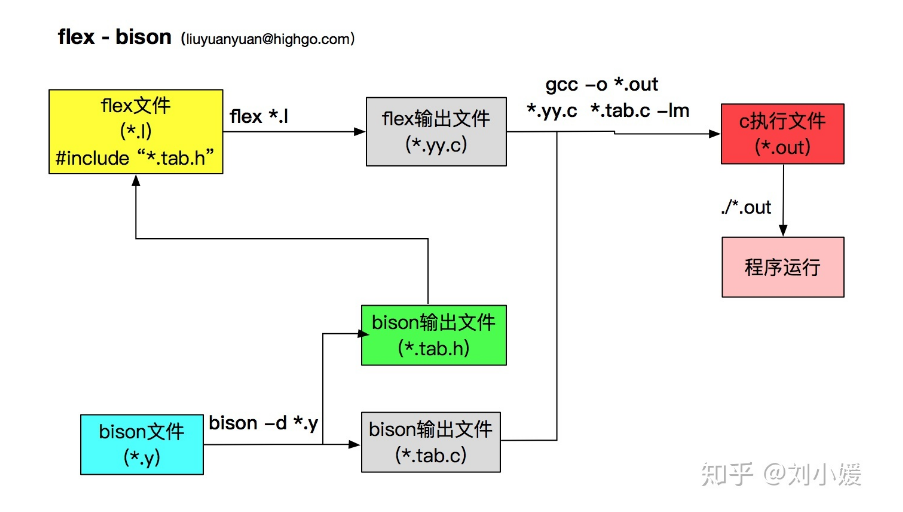 flex - bison（liuyuanyuan@highgo.com）
flex文件
(*.l)
#include “*.tab.h”
flex *.l
flex输出文件
(*.yy.c)
gcc -o *.out
*.yy.c *.tab.c -lm
c执行文件
(*.out)
./*.out
程序运行
bison输出文件
(*.tab.h)
bison文件
(*.y)
bison -d *.y
bison输出文件
(*.tab.c)
知乎 @刘小媛